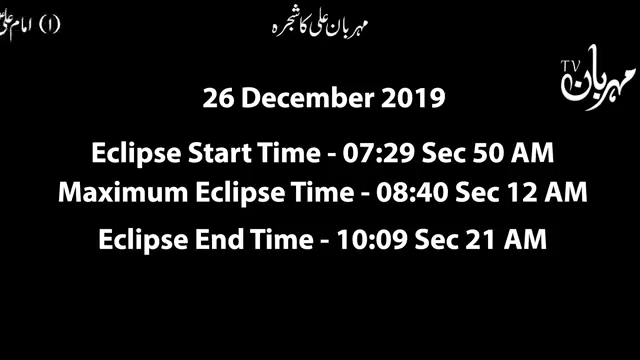 (۱) امام علی
مہربان علی کا شجرہ
TV مہربان
26 December 2019
Eclipse Start Time - 07:29 Sec 50 AM
Maximum Eclipse Time - 08:40 Sec 12 AM
Eclipse End Time - 10:09 Sec 21 AM